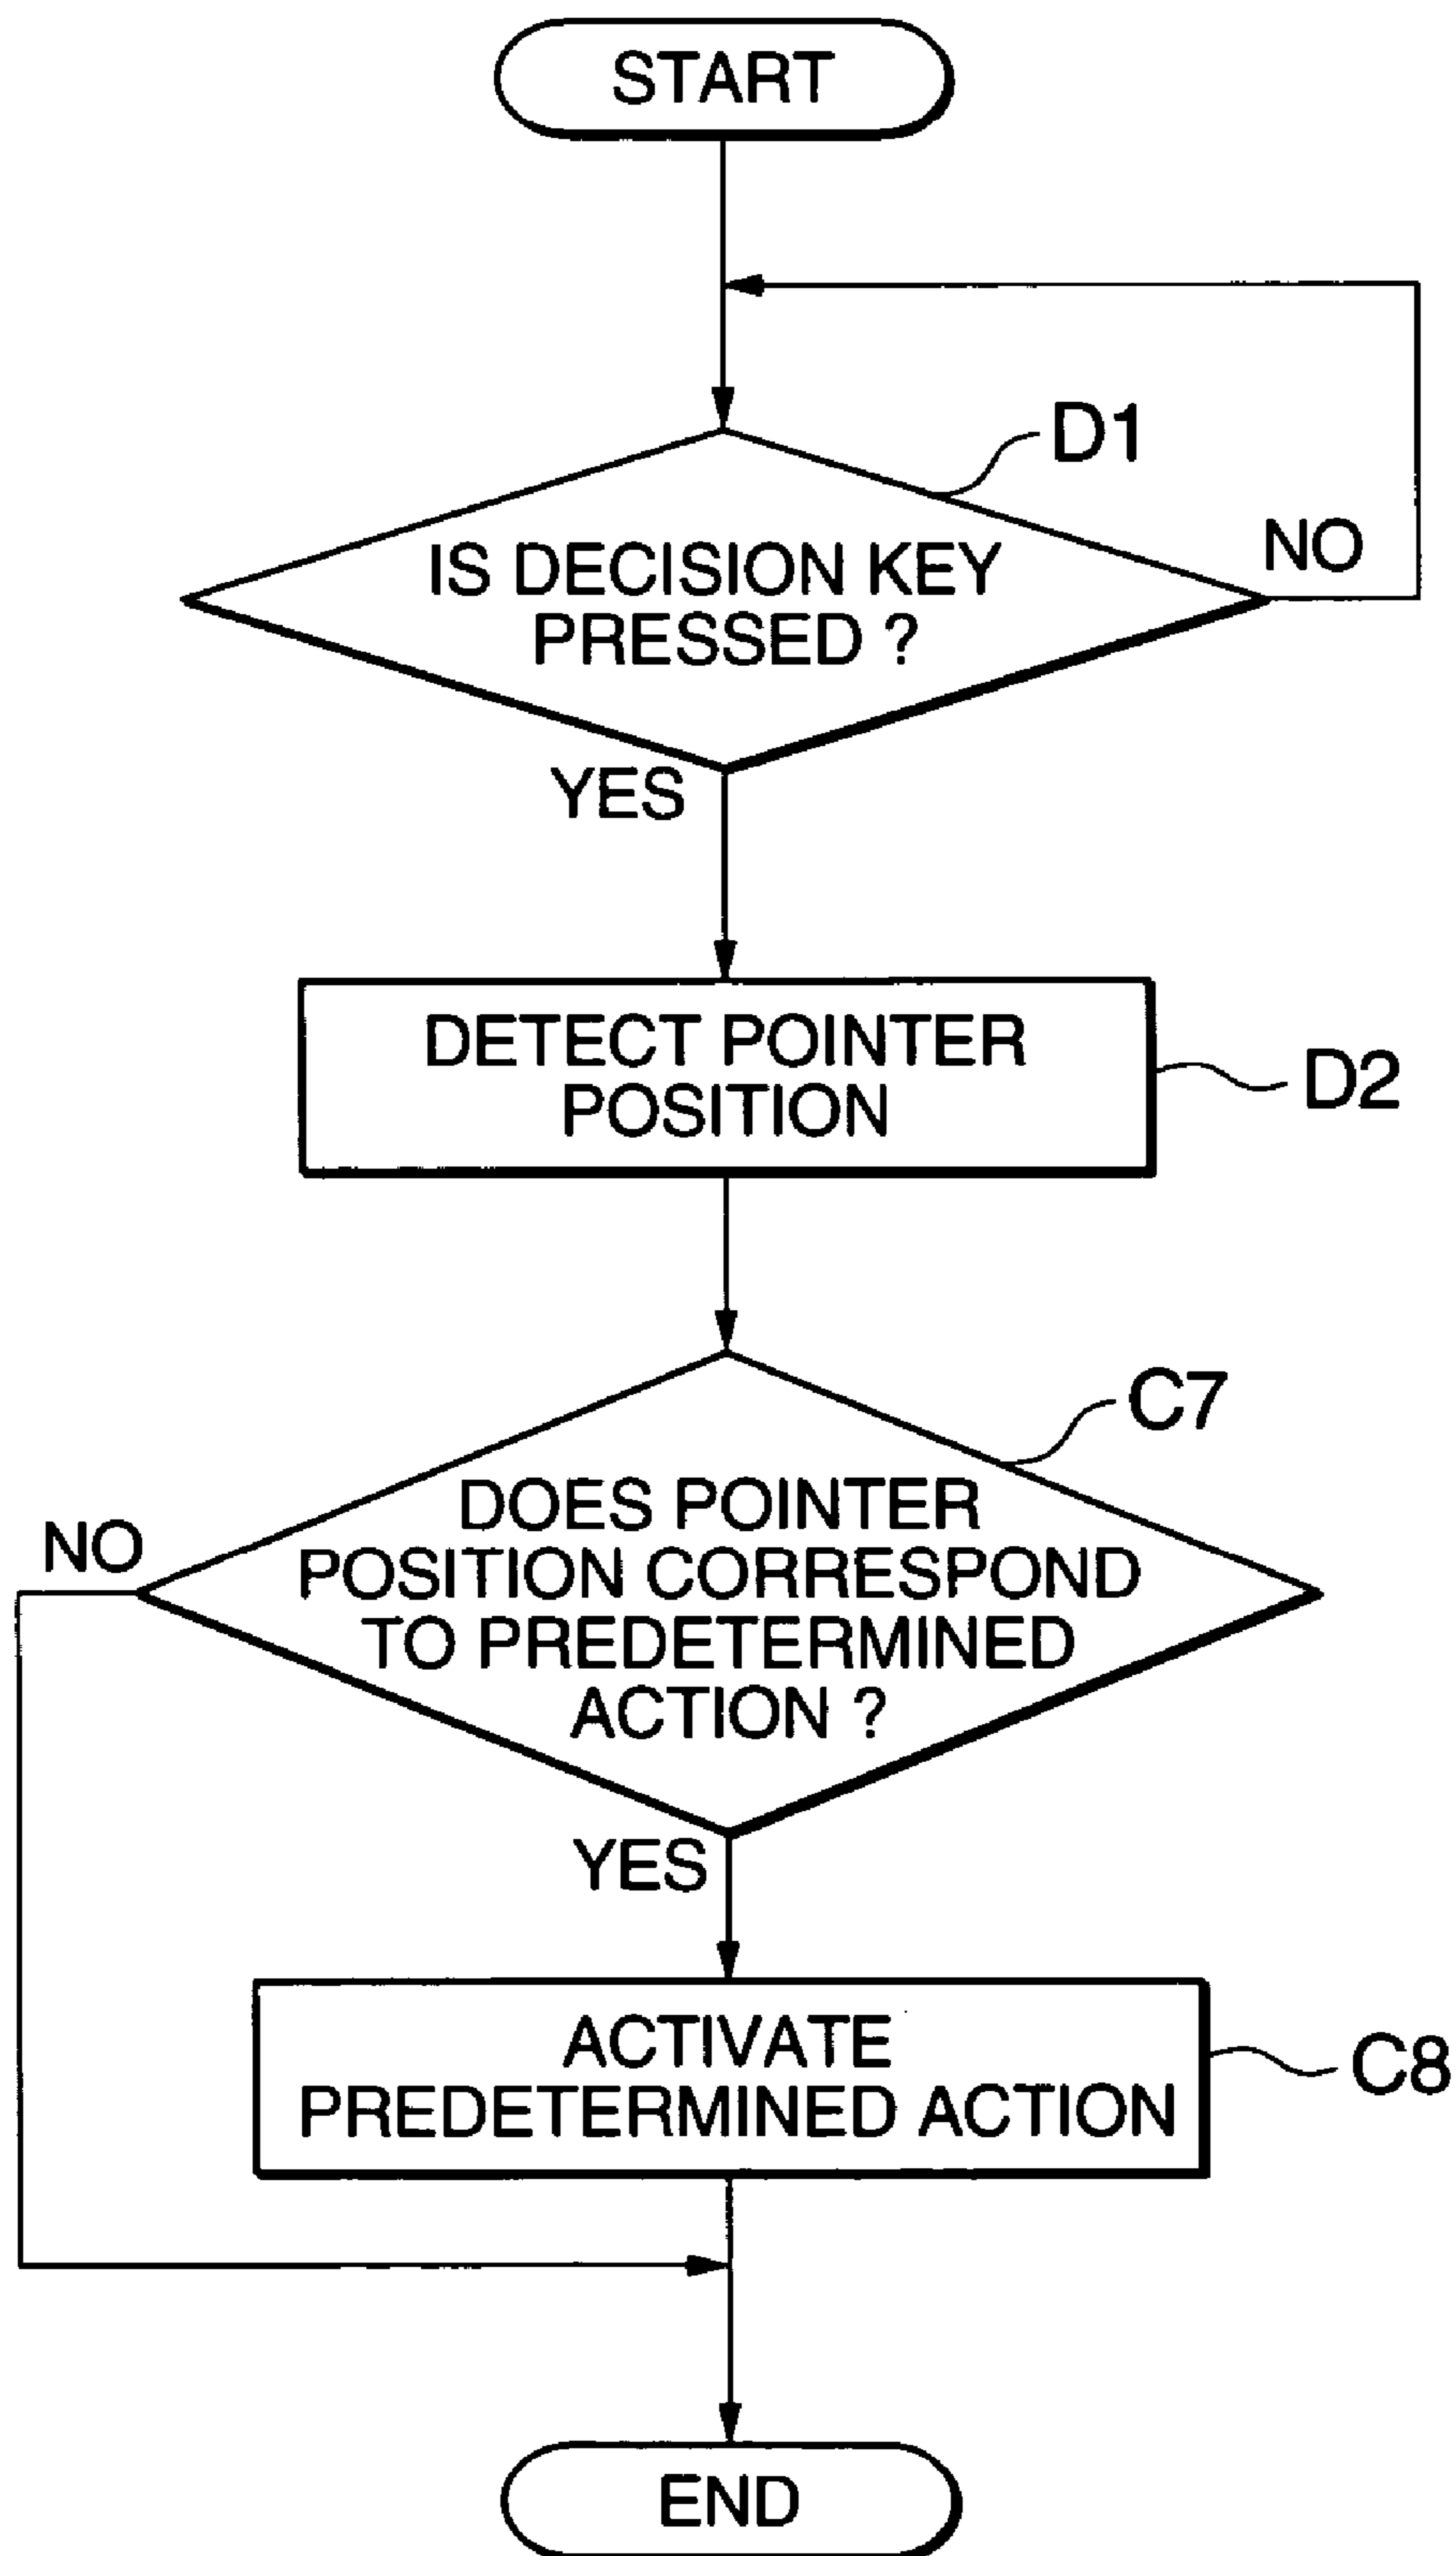 START
D1
IS DECISION KEY
PRESSED ?
NO
YES
DETECT POINTER
POSITION
D2
C7
DOES POINTER
POSITION CORRESPOND
TO PREDETERMINED
ACTION ?
NO
YES
ACTIVATE
PREDETERMINED ACTION
C8
END